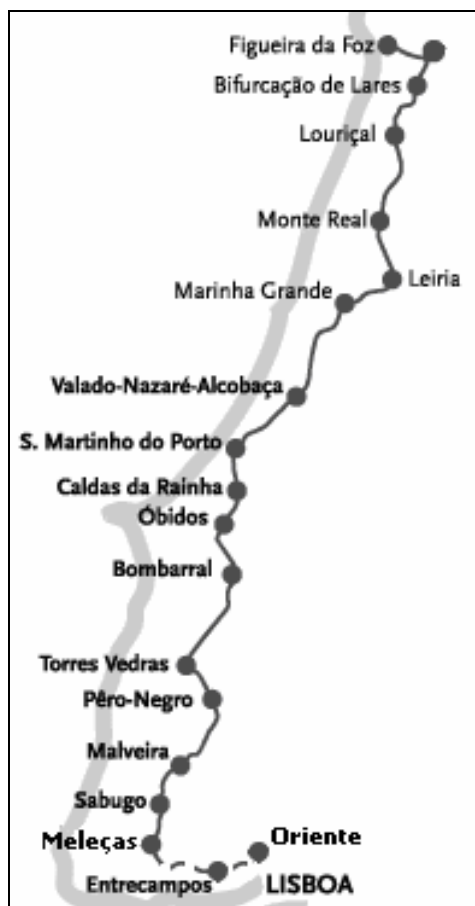 Figueira da Foz
Bifurcação de Lares
Louriçal
Monte Real
Leiria
Marinha Grande
Valado-Nazaré-Alcobaça
S. Martinho do Porto
Caldas da Rainha
Óbidos
Bombarral
Torres Vedras
Pêro-Negro
Malveira
Sabugo
Meleças
Oriente
Entrecampos
LISBOA